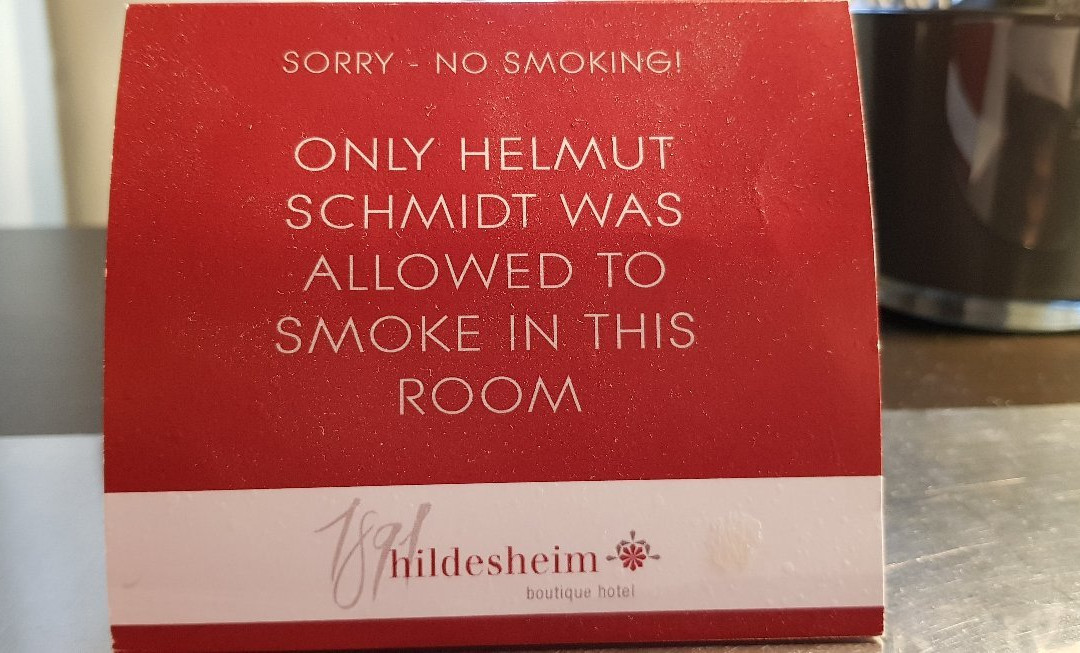 SORRY - NO SMOKING!
ONLY HELMUT
SCHMIDT WAS
ALLOWED TO
SMOKE IN THIS
ROOM
1891
hildesheim
boutique hotel